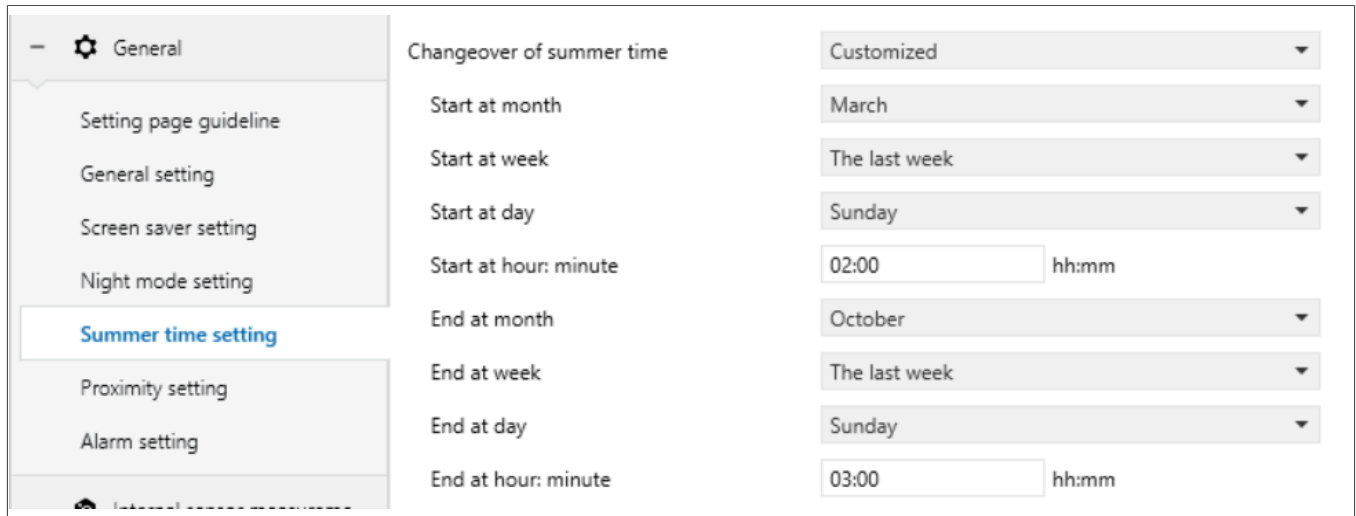 General
Setting page guideline
General setting
Screen saver setting
Night mode setting
Summer time setting
Proximity setting
Alarm setting
Changeover of summer time Customized
Start at month March
Start at week The last week
Start at day Sunday
Start at hour: minute 02:00 hh:mm
End at month October
End at week The last week
End at day Sunday
End at hour: minute 03:00 hh:mm